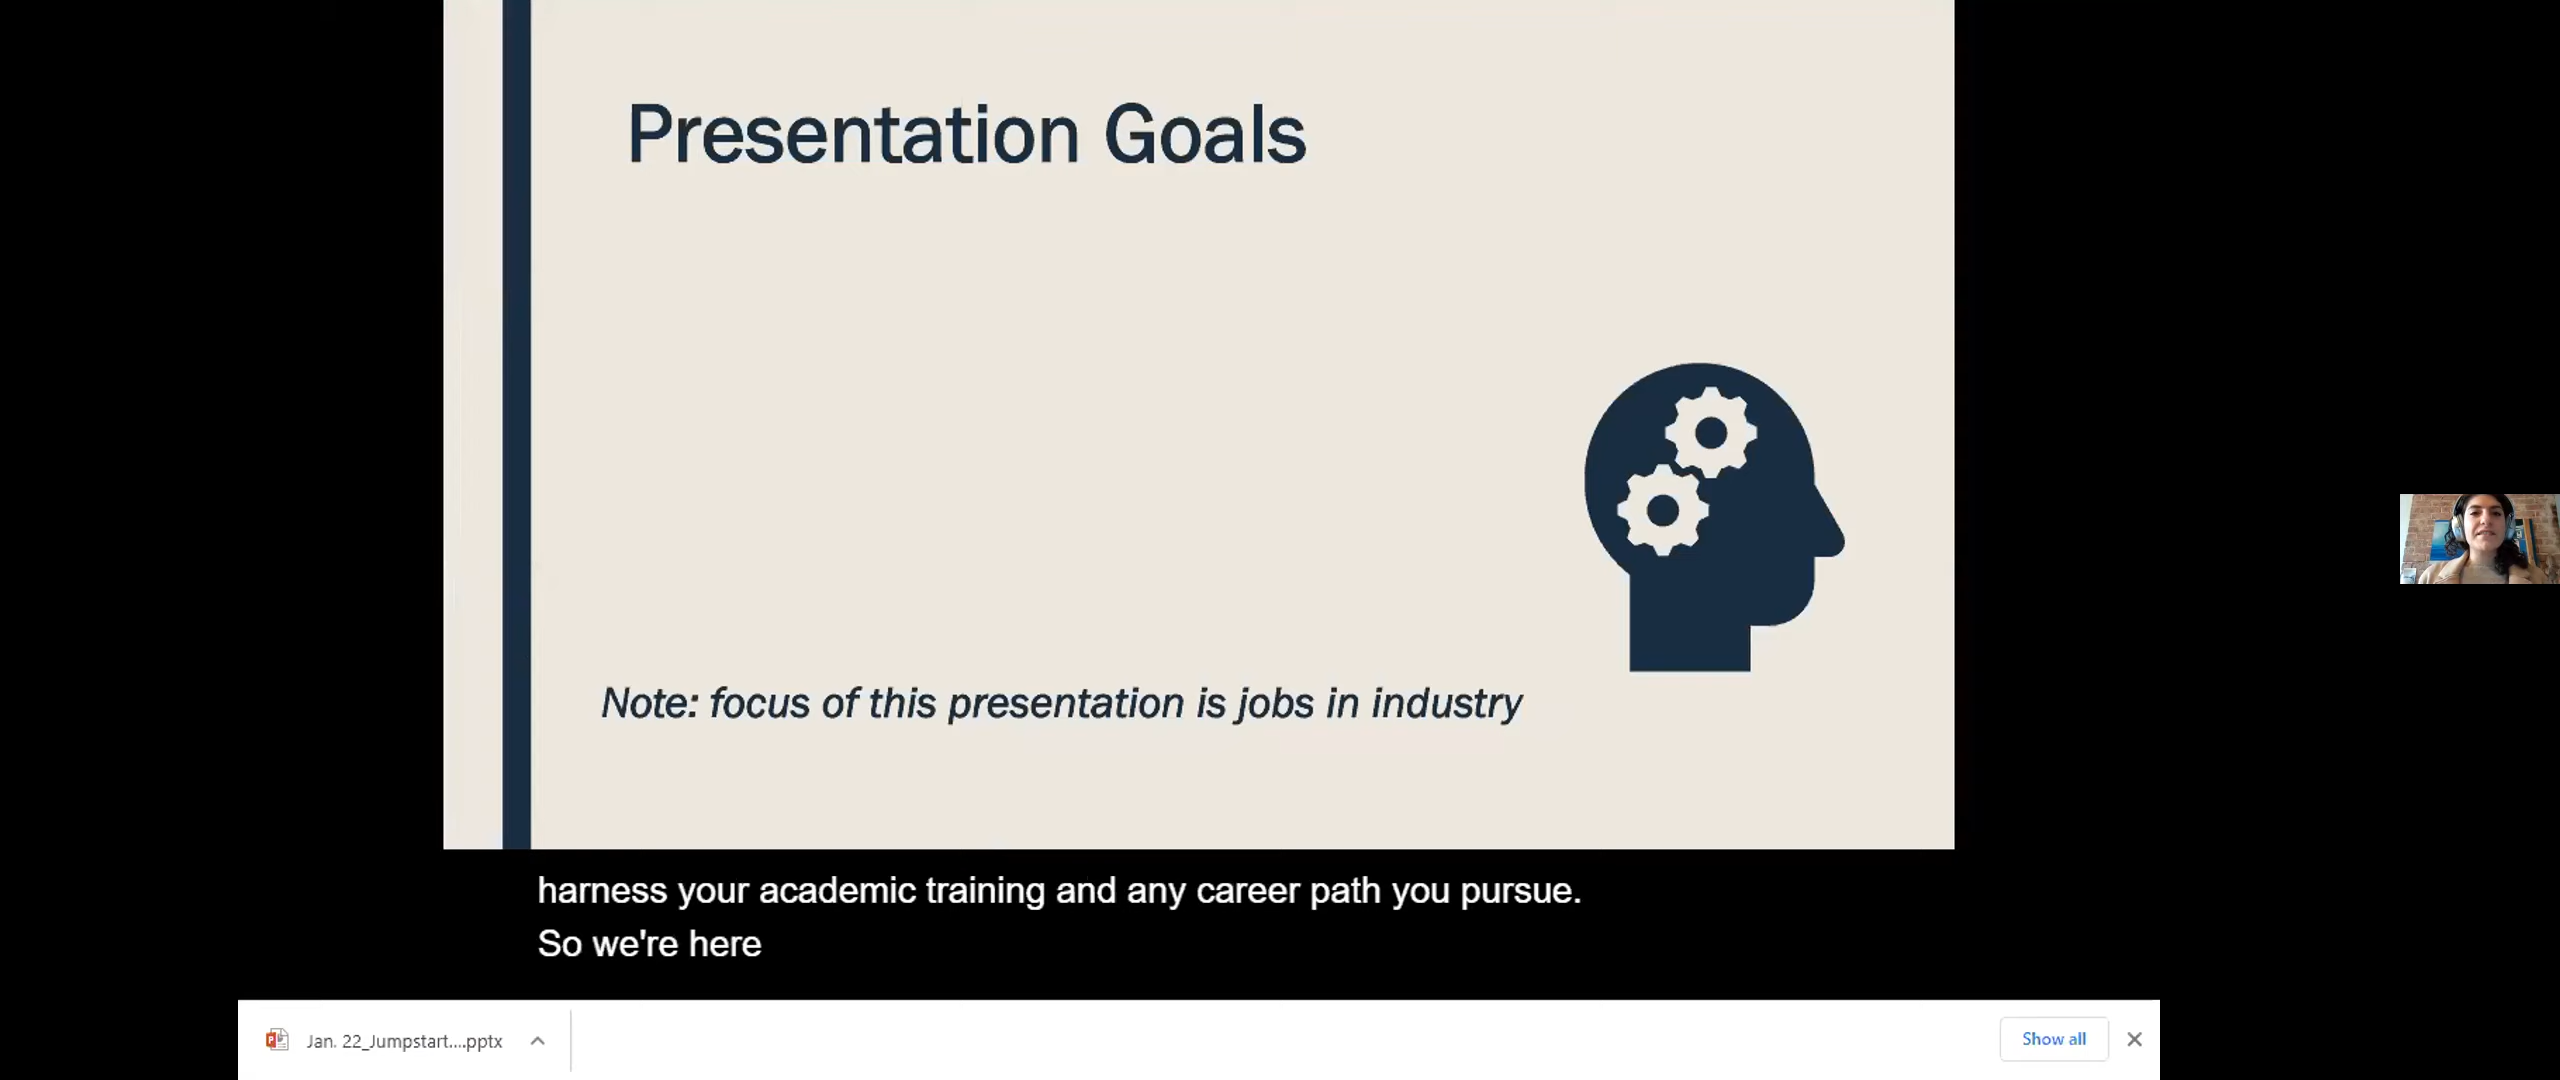 Presentation Goals
Note: focus of this presentation is jobs in industry
harness your academic training and any career path you pursue.
So we're here
Jan. 22_Jumpstart....pptx
Show all